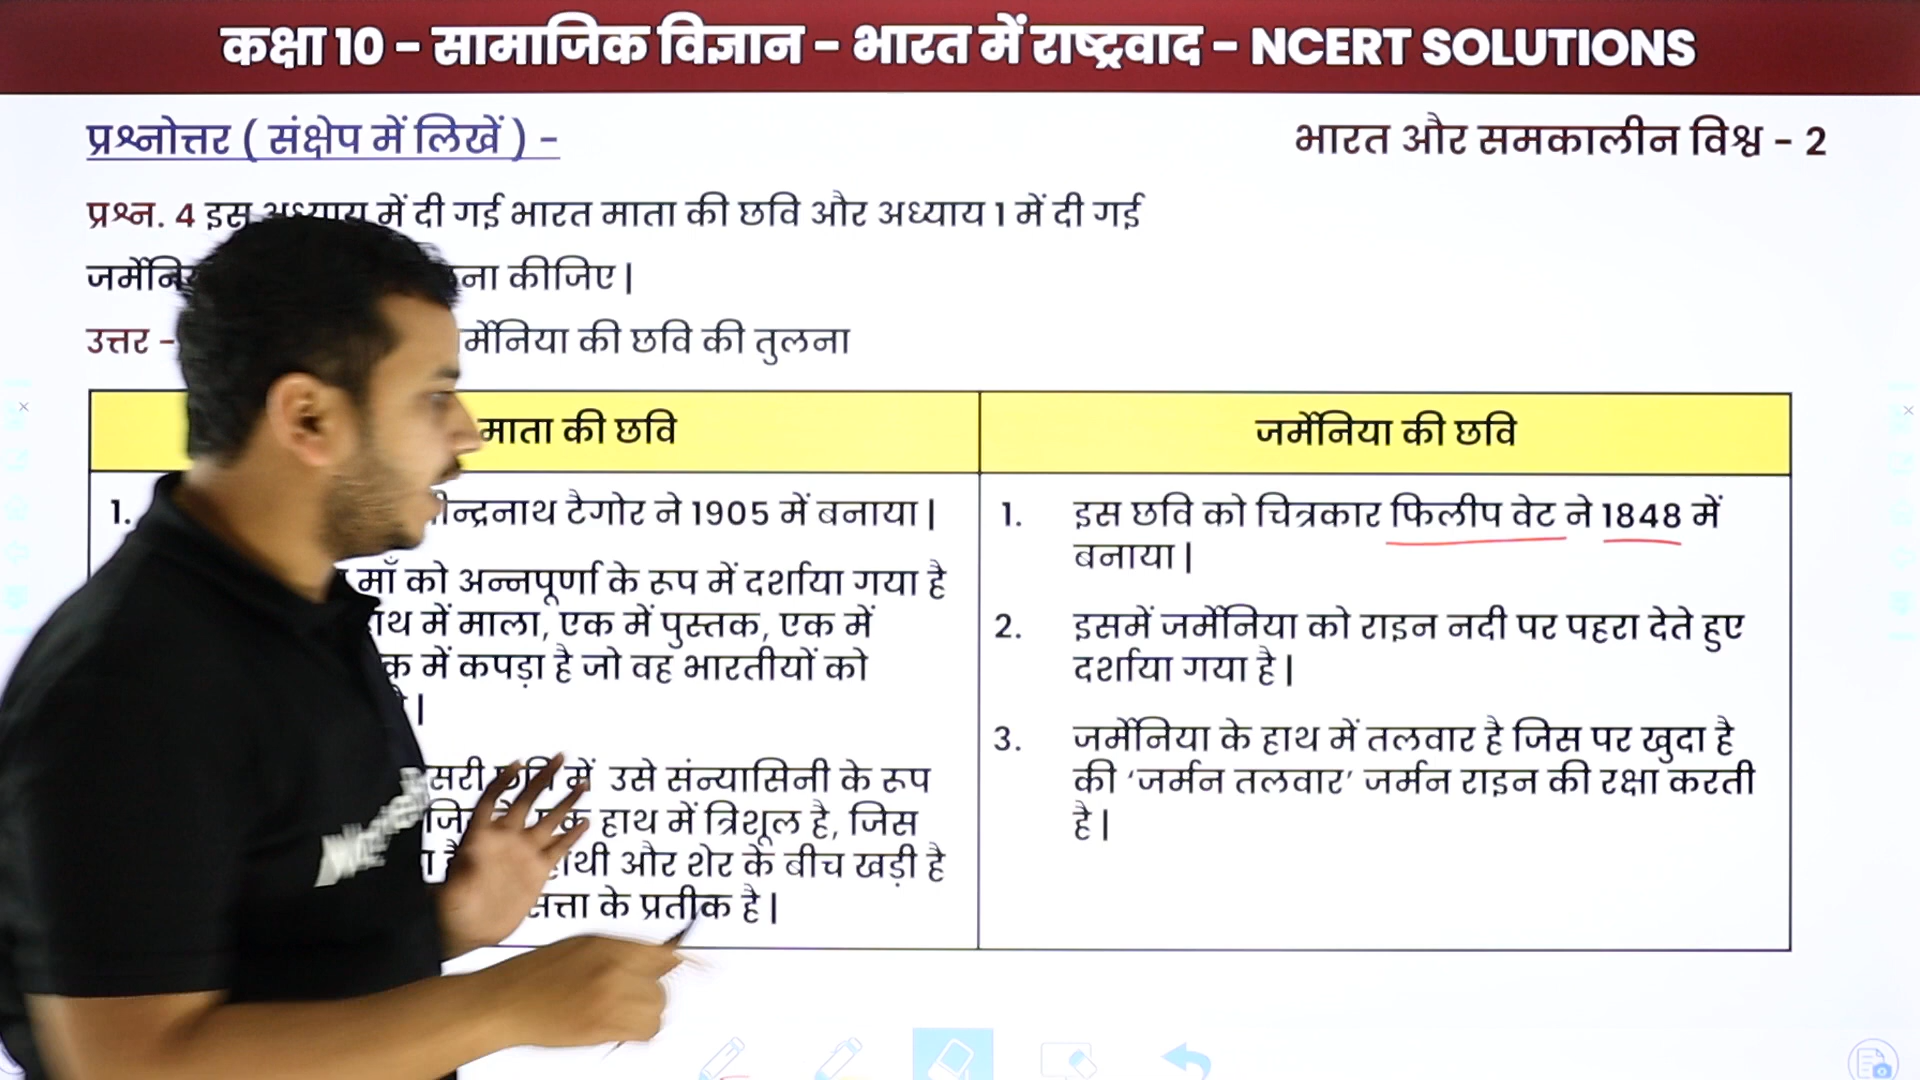 कक्षा 10 - सामाजिक विज्ञान - भारत में राष्ट्रवाद - NCERT SOLUTIONS
प्रश्नोत्तर ( संक्षेप में लिखें ) -
भारत और समकालीन विश्व - 2
प्रश्न. 4 इस अध्याय में दी गई भारत माता की छवि और अध्याय 1 में दी गई
कीजिए |
उत्तर - की छवि की तुलना
माता की छवि
जर्मेनिया की छवि
1. टैगोर ने 1905 में बनाया |
माँ को अन्नपूर्णा के रूप में दर्शाया गया है
में माला, एक में पुस्तक, एक में
में कपड़ा है जो वह भारतीयों को
|
में उसे संन्यासिनी के रूप
हाथ में त्रिशूल है, जिस
और शेर के बीच खड़ी है
के प्रतीक है |
1. इस छवि को चित्रकार फिलीप वेट ने 1848 में
बनाया |
2. इसमें जर्मेनिया को राइन नदी पर पहरा देते हुए
दर्शाया गया है |
3. जर्मेनिया के हाथ में तलवार है जिस पर खुदा है
की ‘जर्मन तलवार’ जर्मन राइन की रक्षा करती
है |